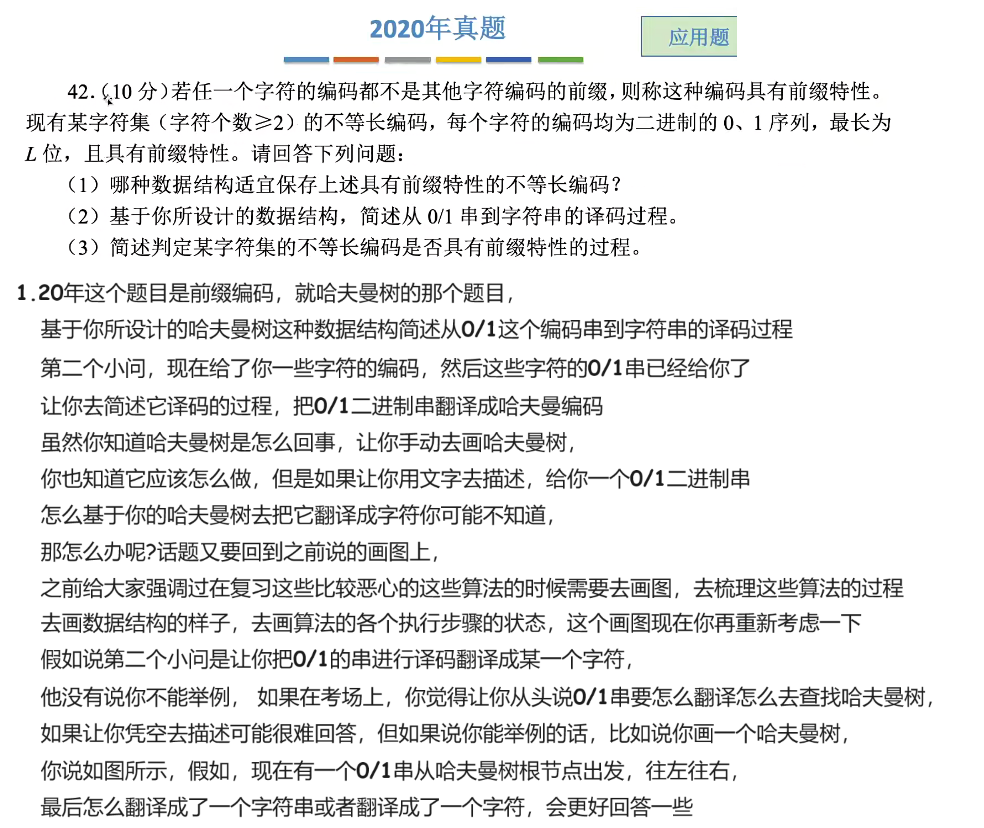 2020年真题
应用题
42.（10 分）若任一个字符的编码都不是其他字符编码的前缀，则称这种编码具有前缀特性。
现有某字符集（字符个数≥2）的不等长编码，每个字符的编码均为二进制的 0、1 序列，最长为
L 位，且具有前缀特性。请回答下列问题：
（1）哪种数据结构适宜保存上述具有前缀特性的不等长编码？
（2）基于你所设计的数据结构，简述从 0/1 串到字符串的译码过程。
（3）简述判定某字符集的不等长编码是否具有前缀特性的过程。
1.20年这个题目是前缀编码，就哈夫曼树的那个题目，
基于你所设计的哈夫曼树这种数据结构简述从0/1这个编码串到字符串的译码过程
第二个小问，现在给了你一些字符的编码，然后这些字符的0/1串已经给你了
让你去简述它译码的过程，把0/1二进制串翻译成哈夫曼编码
虽然你知道哈夫曼树是怎么回事，让你手动去画哈夫曼树，
你也知道它应该怎么做，但是如果让你用文字去描述，给你一个0/1二进制串
怎么基于你的哈夫曼树去把它翻译成字符你可能不知道，
那怎么办呢?话题又要回到之前说的画图上，
之前给大家强调过在复习这些比较恶心的这些算法的时候需要去画图，去梳理这些算法的过程
去画数据结构的样子，去画算法的各个执行步骤的状态，这个画图现在你再重新考虑一下
假如说第二个小问是让你把0/1的串进行译码翻译成某一个字符，
他没有说你不能举例， 如果在考场上，你觉得让你从头说0/1串要怎么翻译怎么去查找哈夫曼树，
如果让你凭空去描述可能很难回答，但如果说你能举例的话，比如说你画一个哈夫曼树，
你说如图所示，假如，现在有一个0/1串从哈夫曼树根节点出发，往左往右，
最后怎么翻译成了一个字符串或者翻译成了一个字符，会更好回答一些